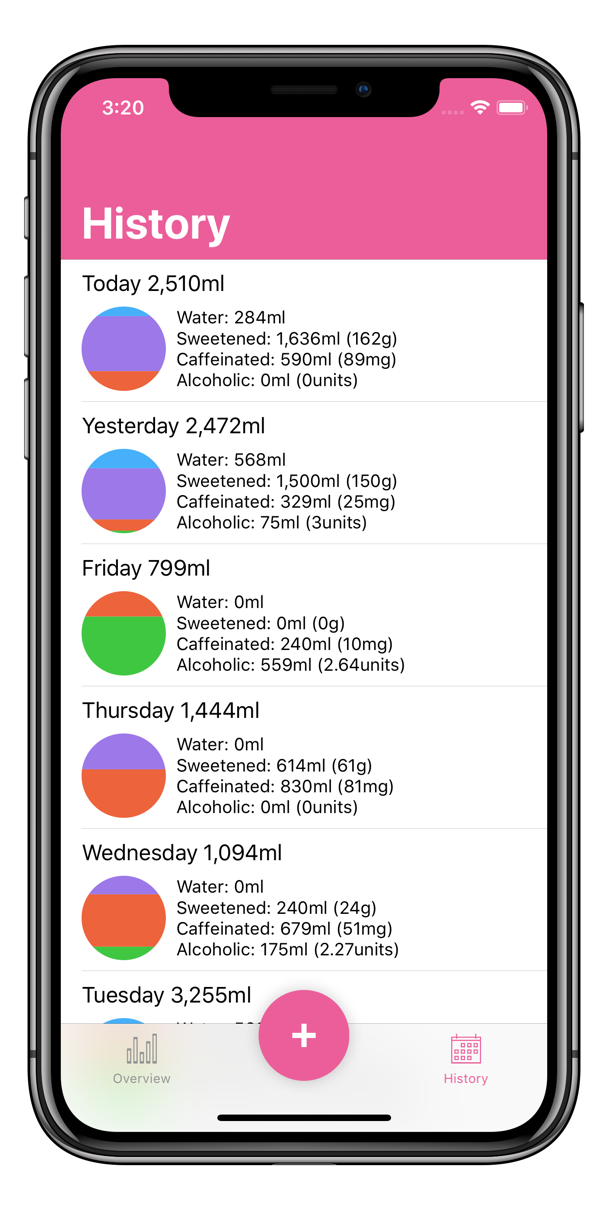 3:20
History
Today 2,510ml
Water: 284ml
Sweetened: 1,636ml (162g)
Caffeinated: 590ml (89mg)
Alcoholic: 0ml (0units)
Yesterday 2,472ml
Water: 568ml
Sweetened: 1,500ml (150g)
Caffeinated: 329ml (25mg)
Alcoholic: 75ml (3units)
Friday 799ml
Water: 0ml
Sweetened: 0ml (0g)
Caffeinated: 240ml (10mg)
Alcoholic: 559ml (2.64units)
Thursday 1,444ml
Water: 0ml
Sweetened: 614ml (61g)
Caffeinated: 830ml (81mg)
Alcoholic: 0ml (0units)
Wednesday 1,094ml
Water: 0ml
Sweetened: 240ml (24g)
Caffeinated: 679ml (51mg)
Alcoholic: 175ml (2.27units)
Tuesday 3,255ml
+
Overview
History